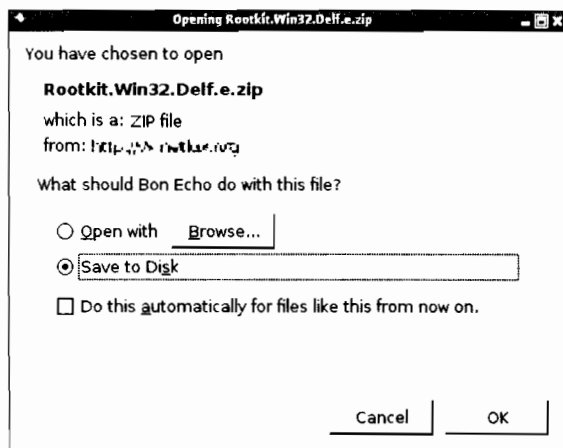 Opening Rootkit.Win32.Delf.e.zip
You have chosen to open
Rootkit.Win32.Delf.e.zip
which is a: ZIP file
from:
What should Bon Echo do with this file?
Open with Browse...
Save to Disk
Do this automatically for files like this from now on.
Cancel OK